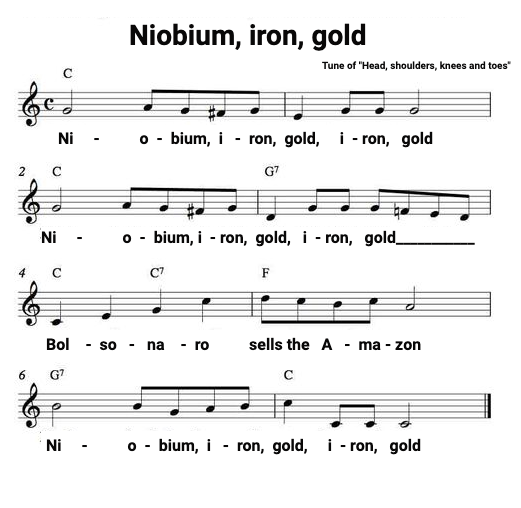 Niobium, iron, gold
Tune of "Head, shoulders, knees and toes"
C
Ni - o - bium, i - ron, gold, i - ron, gold
2 C G7
Ni - o - bium, i - ron, gold, i - ron, gold_________
4 C C7 F
Bol - so - na - ro sells the A - ma - zon
6 G7 C
Ni - o - bium, i - ron, gold, i - ron, gold